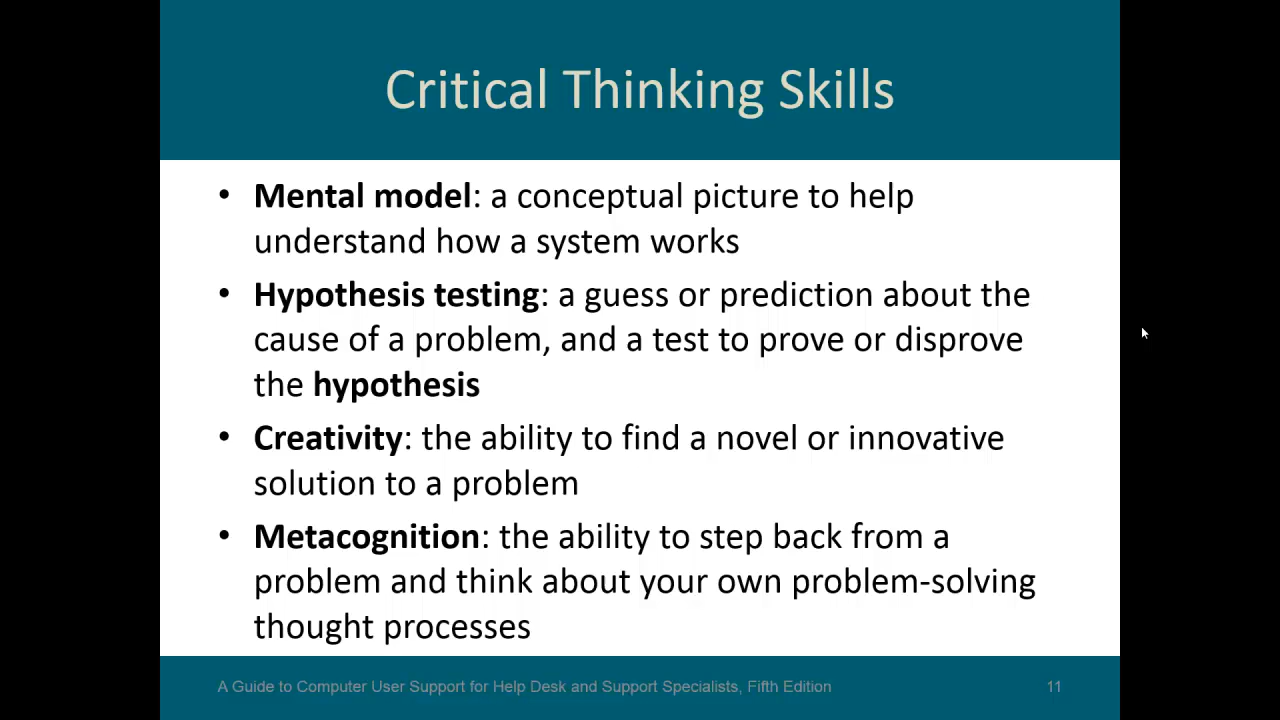 Critical Thinking Skills
• Mental model: a conceptual picture to help
understand how a system works
• Hypothesis testing: a guess or prediction about the
cause of a problem, and a test to prove or disprove
the hypothesis
• Creativity: the ability to find a novel or innovative
solution to a problem
• Metacognition: the ability to step back from a
problem and think about your own problem-solving
thought processes
A Guide to Computer User Support for Help Desk and Support Specialists, Fifth Edition 11